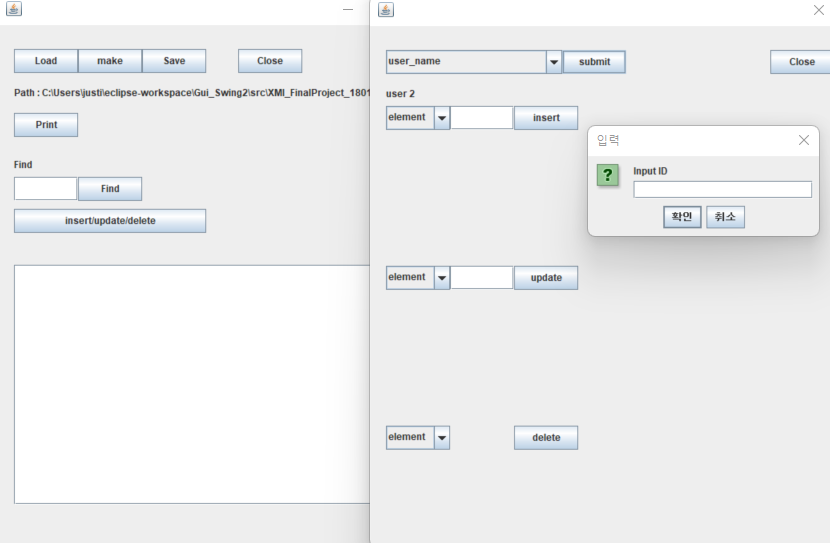 Load make Save Close
Path : C:\Users\justi\eclipse-workspace\Gui_Swing2\src\XMI_FinalProject_1801
Print
Find
Find
insert/update/delete
user_name submit Close
user 2
element insert
element update
element delete
입력
Input ID
확인 취소